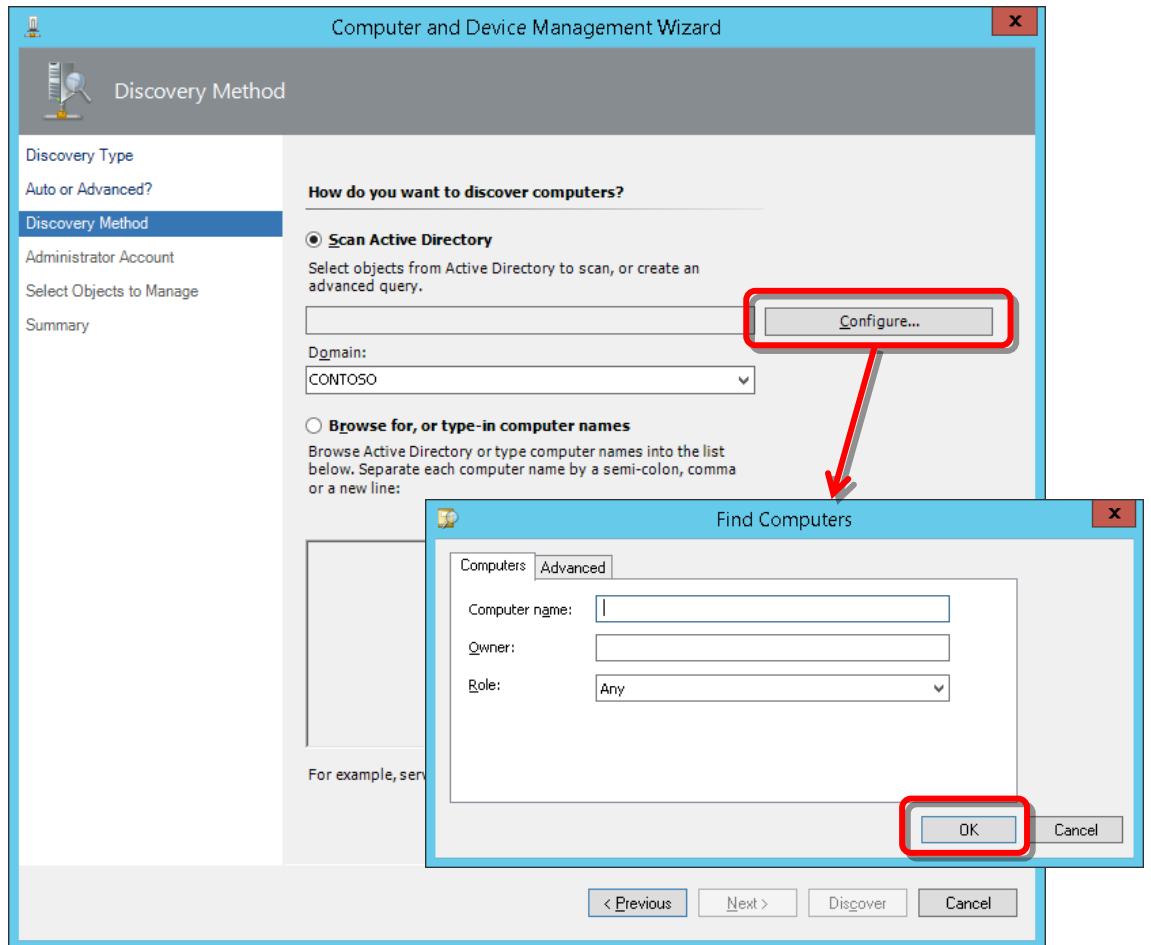 Computer and Device Management Wizard
x
Discovery Method
Discovery Type
Auto or Advanced?
Discovery Method
Administrator Account
Select Objects to Manage
Summary
How do you want to discover computers?
Scan Active Directory
Select objects from Active Directory to scan, or create an
advanced query.
Configure...
Domain:
CONTOSO
Browse for, or type-in computer names
Browse Active Directory or type computer names into the list
below. Separate each computer name by a semi-colon, comma
or a new line:
For example, serv
Find Computers
x
Computers
Advanced
Computer name:
Owner:
Role:
Any
OK
Cancel
< Previous
Next >
Discover
Cancel